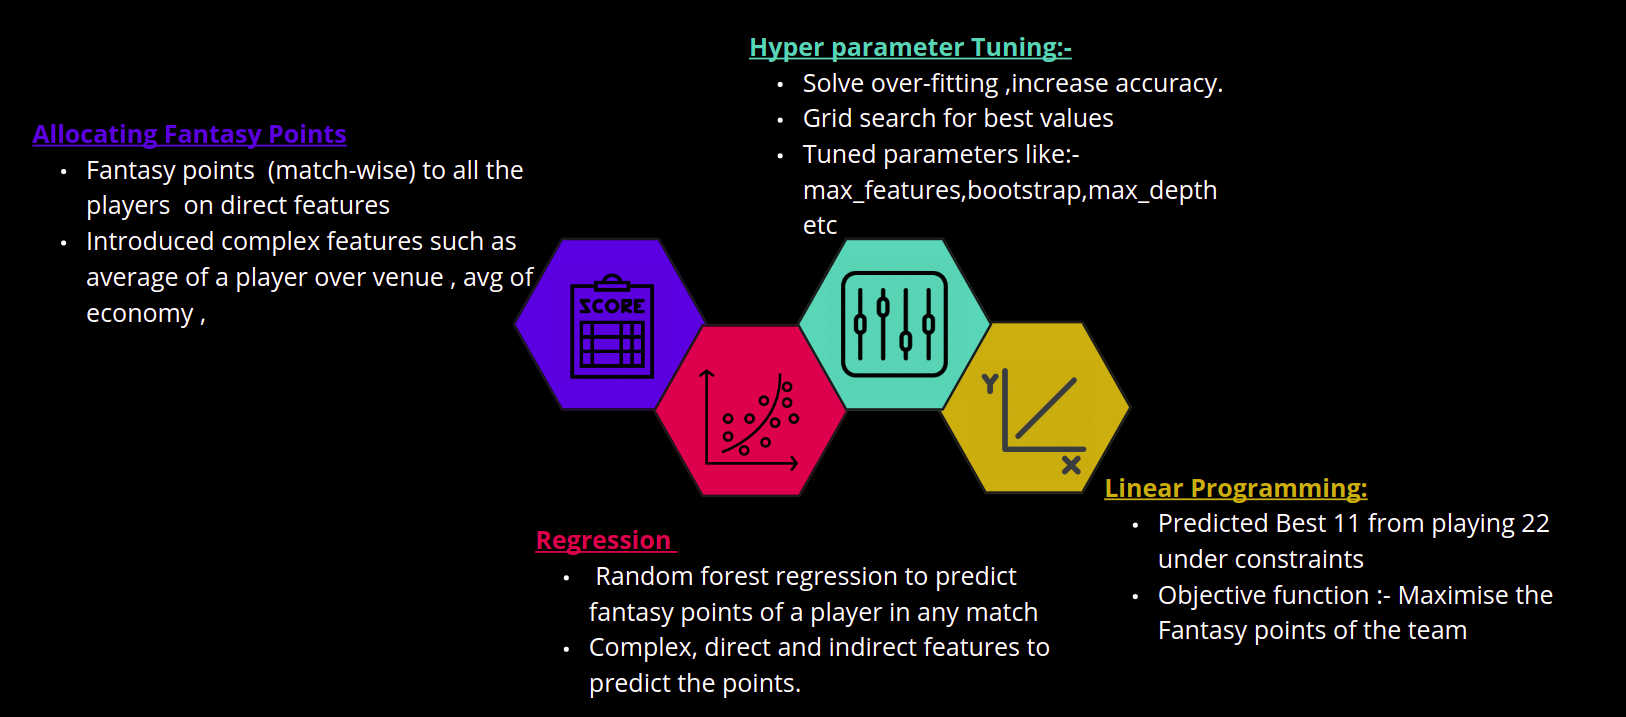 Allocating Fantasy Points
• Fantasy points  (match-wise) to all the
players  on direct features
• Introduced complex features such as
average of a player over venue , avg of
economy ,
SCORE
Regression
• Random forest regression to predict
fantasy points of a player in any match
• Complex, direct and indirect features to
predict the points.
Hyper parameter Tuning:-
• Solve over-fitting ,increase accuracy.
• Grid search for best values
• Tuned parameters like:-
max_features,bootstrap,max_depth
etc
Y
X
Linear Programming:
• Predicted Best 11 from playing 22
under constraints
• Objective function :- Maximise the
Fantasy points of the team